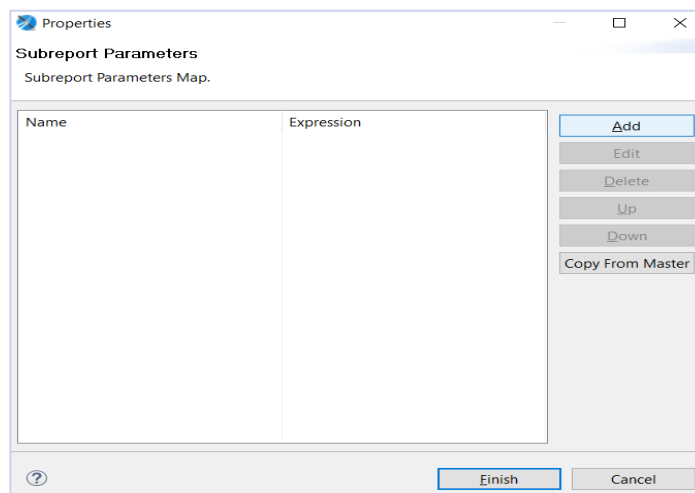 Properties
Subreport Parameters
Subreport Parameters Map.
Name Expression
Add
Edit
Delete
Up
Down
Copy From Master
? Finish Cancel